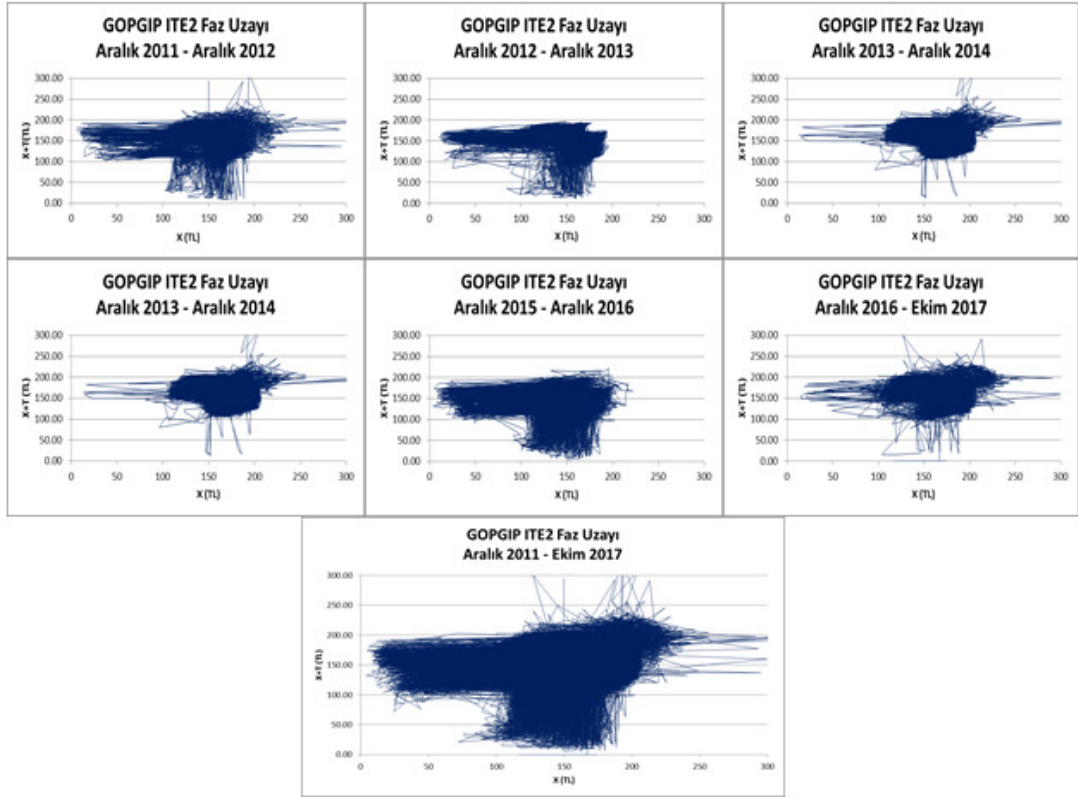 GOPGIP ITE2 Faz Uzayı
Aralık 2011 - Aralık 2012
300.00
250.00
200.00
150.00
100.00
50.00
0.00
X+T(TL)
0 50 100 150 200 250 300
X (TL)
GOPGIP ITE2 Faz Uzayı
Aralık 2012 - Aralık 2013
300.00
250.00
200.00
150.00
100.00
50.00
0.00
X+T (TL)
0 50 100 150 200 250 300
X (TL)
GOPGIP ITE2 Faz Uzayı
Aralık 2013 - Aralık 2014
300.00
250.00
200.00
150.00
100.00
50.00
0.00
X+T (TL)
0 50 100 150 200 250 300
X (TL)
GOPGIP ITE2 Faz Uzayı
Aralık 2013 - Aralık 2014
300.00
250.00
200.00
150.00
100.00
50.00
0.00
X+T (TL)
0 50 100 150 200 250 300
X (TL)
GOPGIP ITE2 Faz Uzayı
Aralık 2015 - Aralık 2016
300.00
250.00
200.00
150.00
100.00
50.00
0.00
X+T (TL)
0 50 100 150 200 250 300
X (TL)
GOPGIP ITE2 Faz Uzayı
Aralık 2016 - Ekim 2017
300.00
250.00
200.00
150.00
100.00
50.00
0.00
X+T (TL)
0 50 100 150 200 250 300
X (TL)
GOPGIP ITE2 Faz Uzayı
Aralık 2011 - Ekim 2017
300.00
250.00
200.00
150.00
100.00
50.00
0.00
X+T (TL)
0 50 100 150 200 250 300
X (TL)